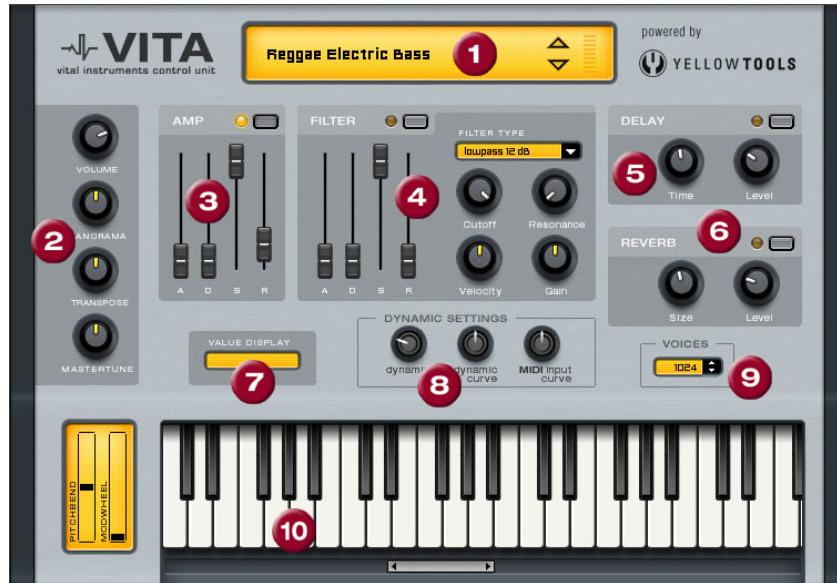 VITA
vital instruments control unit
Reggae Electric Bass
1
powered by
YELLOWTOOLS
AMP
FILTER
FILTER TYPE
lowpass 12 dB
DELAY
VOLUME
2
ANORAMA
TRANSPOSE
MASTERTUNE
3
A D S R
4
A D S R
Cutoff Resonance
Velocity Gain
5
Time Level
6
REVERB
Size Level
VALUE DISPLAY
7
DYNAMIC SETTINGS
dynamic
8
dynamic
curve
MIDI Input
curve
VOICES
1024
9
PITCHBEND
MODWHEEL
10